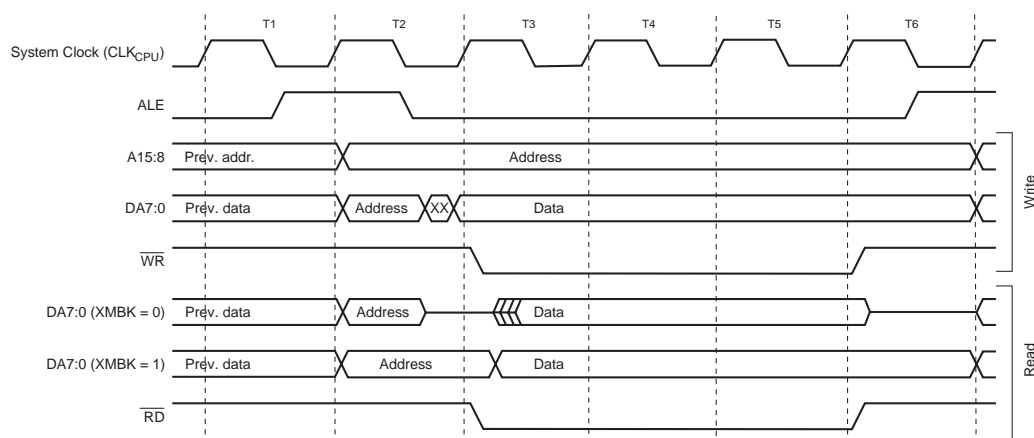 T1 T2 T3 T4 T5 T6
System Clock (CLKCPU)
ALE
A15:8 Prev. addr. Address
DA7:0 Prev. data Address XX Data
WR
Write
DA7:0 (XMBK = 0) Prev. data Address Data
DA7:0 (XMBK = 1) Prev. data Address Data
RD
Read